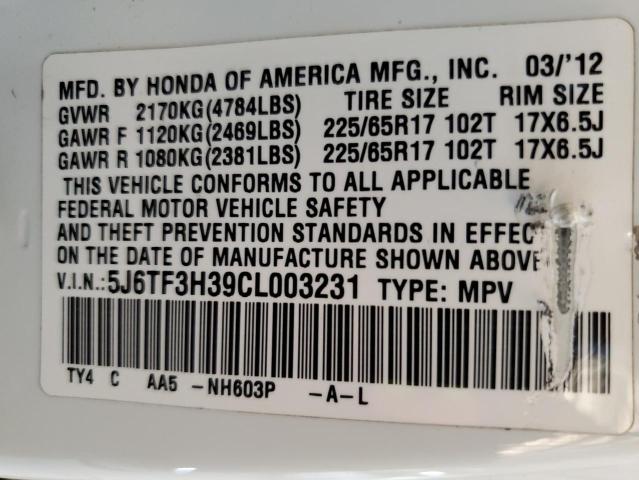 MFD. BY HONDA OF AMERICA MFG., INC. 03/'12
GVWR 2170KG(4784LBS) TIRE SIZE RIM SIZE
GAWR F 1120KG(2469LBS) 225/65R17 102T 17X6.5J
GAWR R 1080KG(2381LBS) 225/65R17 102T 17X6.5J
THIS VEHICLE CONFORMS TO ALL APPLICABLE
FEDERAL MOTOR VEHICLE SAFETY
AND THEFT PREVENTION STANDARDS IN EFFEC
ON THE DATE OF MANUFACTURE SHOWN ABOVE
V.I.N.:5J6TF3H39CL003231 TYPE: MPV
TY4 C AA5 -NH603P -A-L